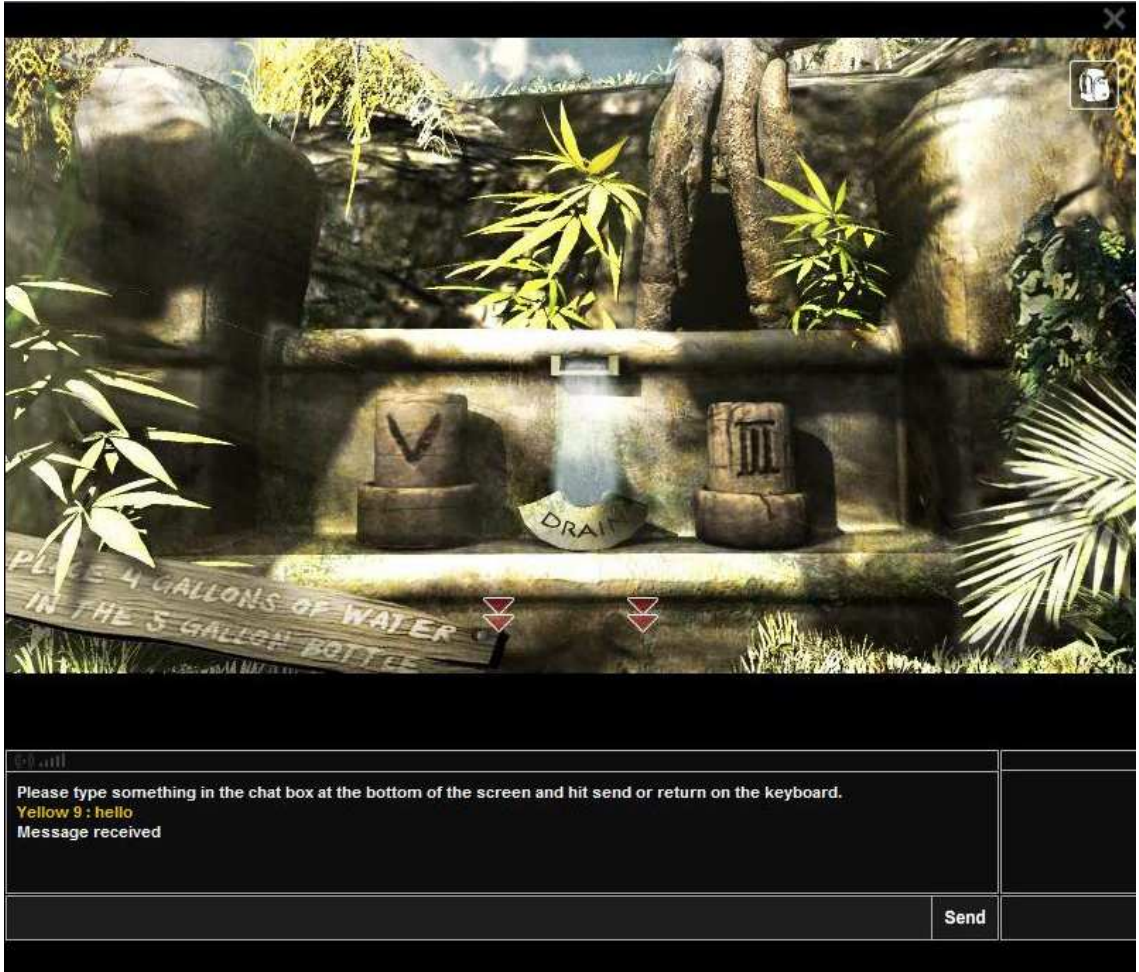 V
III
DRAIN
PLACE 4 GALLONS OF WATER
IN THE 5 GALLON BOTTLE
Please type something in the chat box at the bottom of the screen and hit send or return on the keyboard.
Yellow 9 : hello
Message received
Send